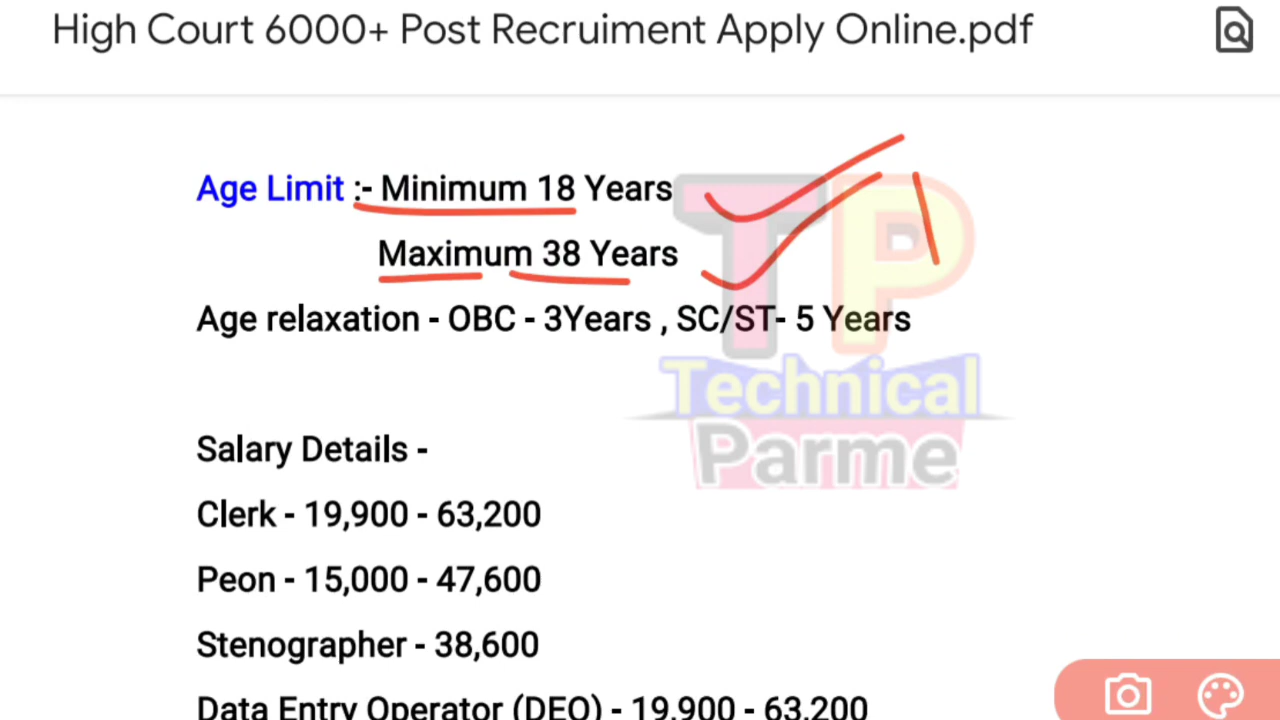 High Court 6000+ Post Recruiment Apply Online.pdf
Age Limit :- Minimum 18 Years
Maximum 38 Years
Age relaxation - OBC - 3Years , SC/ST- 5 Years
TP
Technical
Parme
Salary Details -
Clerk - 19,900 - 63,200
Peon - 15,000 - 47,600
Stenographer - 38,600
Data Entry Operator (DEO) - 19,900 - 63,200